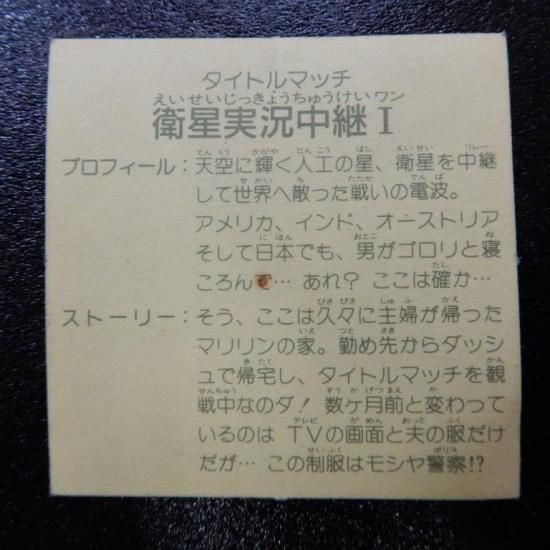 タイトルマッチ
えいせいじっきょうちゅうけいワン
衛星実況中継I
てんくう かがや じんこう ほし えいせい リレー
プロフィール：天空に輝く人工の星、衛星を中継
せかい ち たたか でんぱ
して世界へ散った戦いの電波。
アメリカ、インド、オーストリア
にほん おとこ ね
そして日本でも、男がゴロリと寝
たし
ころんで… あれ？ ここは確か…
ひさびさ しゅふ かえ
ストーリー：そう、ここは久々に主婦が帰った
いえ つと さき
マリリンの家。勤め先からダッシ
きたく かん
ュで帰宅し、タイトルマッチを観
せんちゅう すうかげつまえ か
戦中なのダ！ 数ヶ月前と変わって
テレビ がめん おっと ふく
いるのは TVの画面と夫の服だけ
せいふく ポリス
だが… この制服はモシヤ警察!?